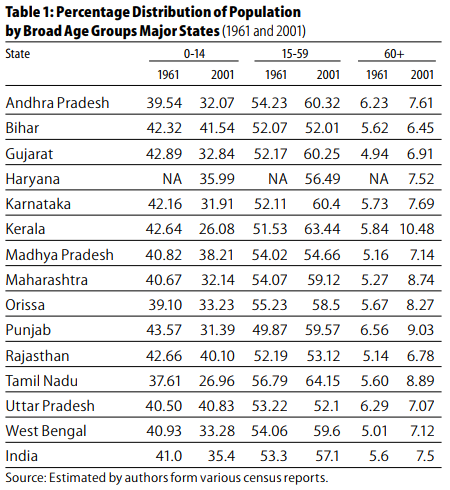 Table 1: Percentage Distribution of Population
by Broad Age Groups Major States (1961 and 2001)
State 0-14 15-59 60+
1961 2001 1961 2001 1961 2001
Andhra Pradesh 39.54 32.07 54.23 60.32 6.23 7.61
Bihar 42.32 41.54 52.07 52.01 5.62 6.45
Gujarat 42.89 32.84 52.17 60.25 4.94 6.91
Haryana NA 35.99 NA 56.49 NA 7.52
Karnataka 42.16 31.91 52.11 60.4 5.73 7.69
Kerala 42.64 26.08 51.53 63.44 5.84 10.48
Madhya Pradesh 40.82 38.21 54.02 54.66 5.16 7.14
Maharashtra 40.67 32.14 54.07 59.12 5.27 8.74
Orissa 39.10 33.23 55.23 58.5 5.67 8.27
Punjab 43.57 31.39 49.87 59.57 6.56 9.03
Rajasthan 42.66 40.10 52.19 53.12 5.14 6.78
Tamil Nadu 37.61 26.96 56.79 64.15 5.60 8.89
Uttar Pradesh 40.50 40.83 53.22 52.1 6.29 7.07
West Bengal 40.93 33.28 54.06 59.6 5.01 7.12
India 41.0 35.4 53.3 57.1 5.6 7.5
Source: Estimated by authors form various census reports.